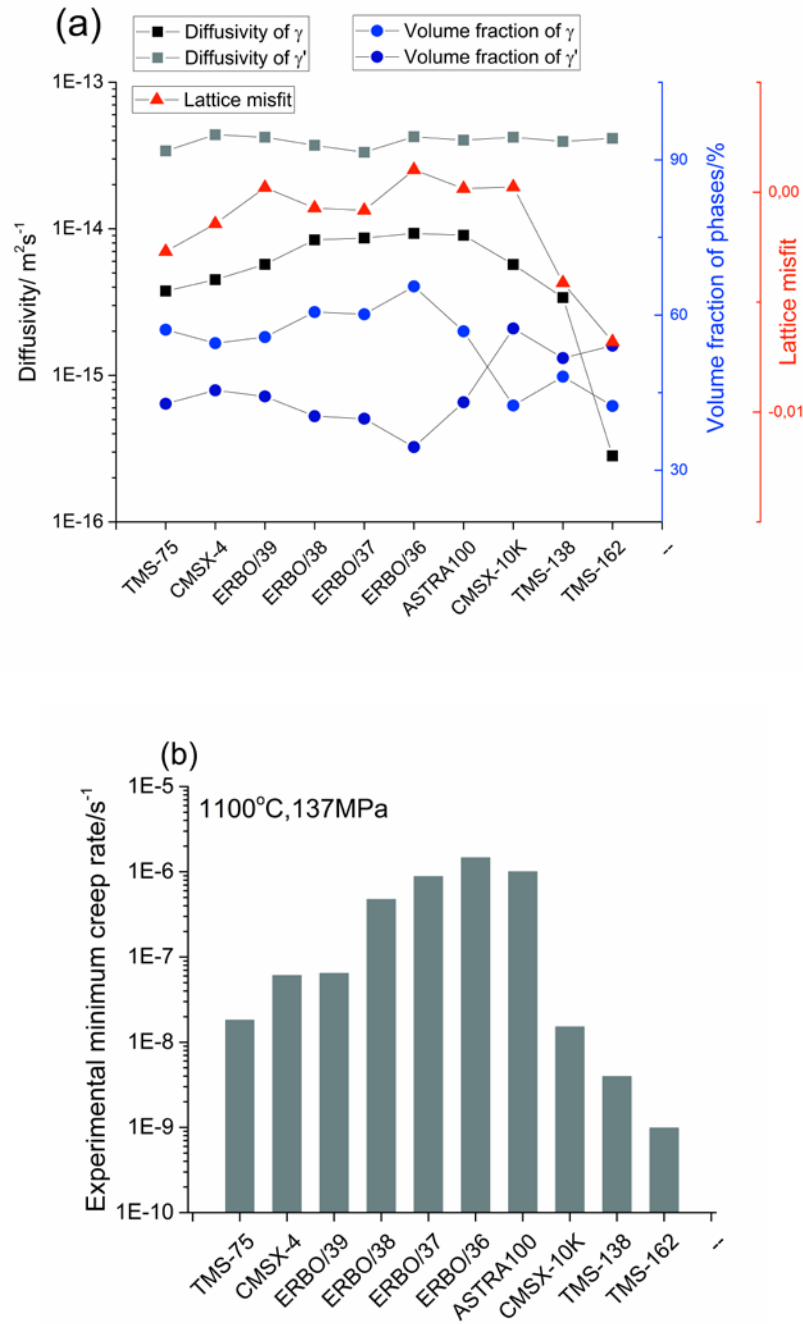 (a)
Diffusivity of γ
Diffusivity of γ'
Volume fraction of γ
Volume fraction of γ'
Lattice misfit
1E-13
1E-14
1E-15
1E-16
Diffusivity/ m²s⁻¹
90
60
30
Volume fraction of phases/%
0,00
-0,01
Lattice misfit
TMS-75
CMSX-4
ERBO/39
ERBO/38
ERBO/37
ERBO/36
ASTRA100
CMSX-10K
TMS-138
TMS-162
--
(b)
1100°C,137MPa
1E-5
1E-6
1E-7
1E-8
1E-9
1E-10
Experimental minimum creep rate/s⁻¹
TMS-75
CMSX-4
ERBO/39
ERBO/38
ERBO/37
ERBO/36
ASTRA100
CMSX-10K
TMS-138
TMS-162
--